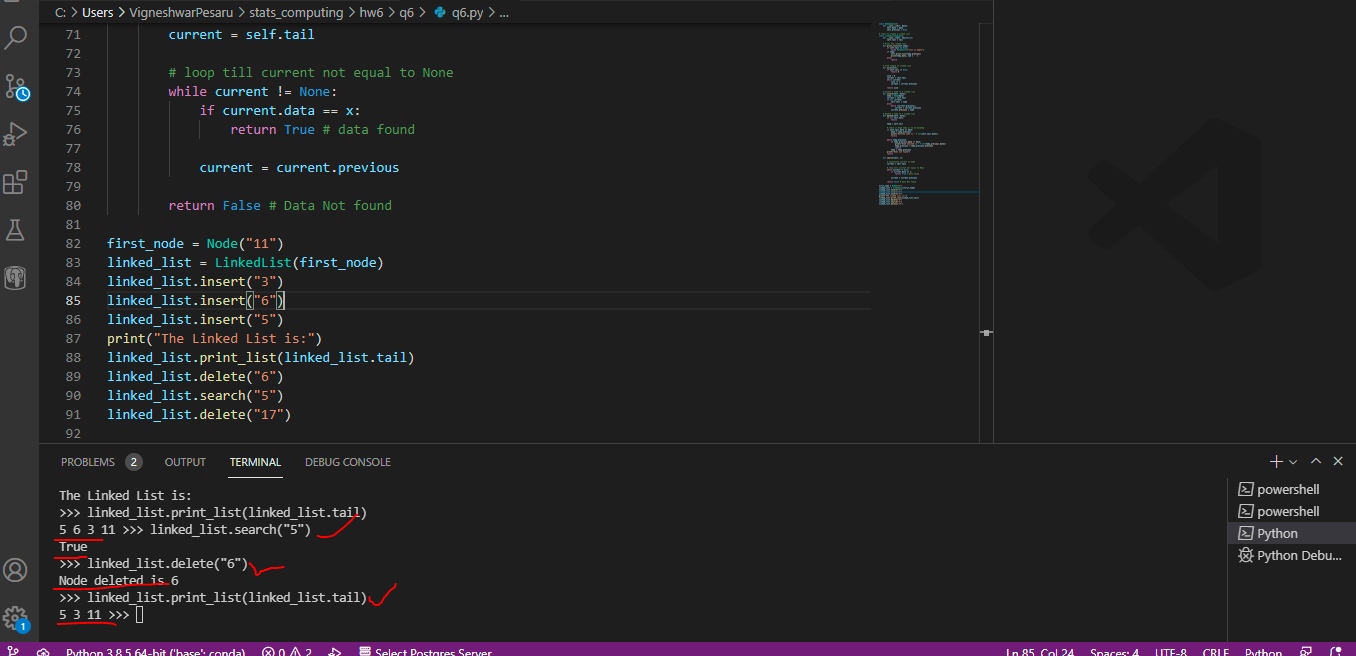 C: > Users > VigneshwarPesaru > stats_computing > hw6 > q6 > q6.py > ...
71 current = self.tail
72
73 # loop till current not equal to None
74 while current != None:
75 if current.data == x:
76 return True # data found
77
78 current = current.previous
79
80 return False # Data Not found
81
82 first_node = Node("11")
83 linked_list = LinkedList(first_node)
84 linked_list.insert("3")
85 linked_list.insert("6")
86 linked_list.insert("5")
87 print("The Linked List is:")
88 linked_list.print_list(linked_list.tail)
89 linked_list.delete("6")
90 linked_list.search("5")
91 linked_list.delete("17")
92
PROBLEMS 2 OUTPUT TERMINAL DEBUG CONSOLE
The Linked List is:
>>> linked_list.print_list(linked_list.tail)
5 6 3 11 >>> linked_list.search("5")
True
>>> linked_list.delete("6")
Node deleted is 6
>>> linked_list.print_list(linked_list.tail)
5 3 11 >>>
powershell
powershell
Python
Python Debu...
1
Python 3.8.5 64-bit ('base': conda) 0 2 Select Postgres Server Ln 85, Col 24 Spaces: 4 UTF-8 CRLF Python